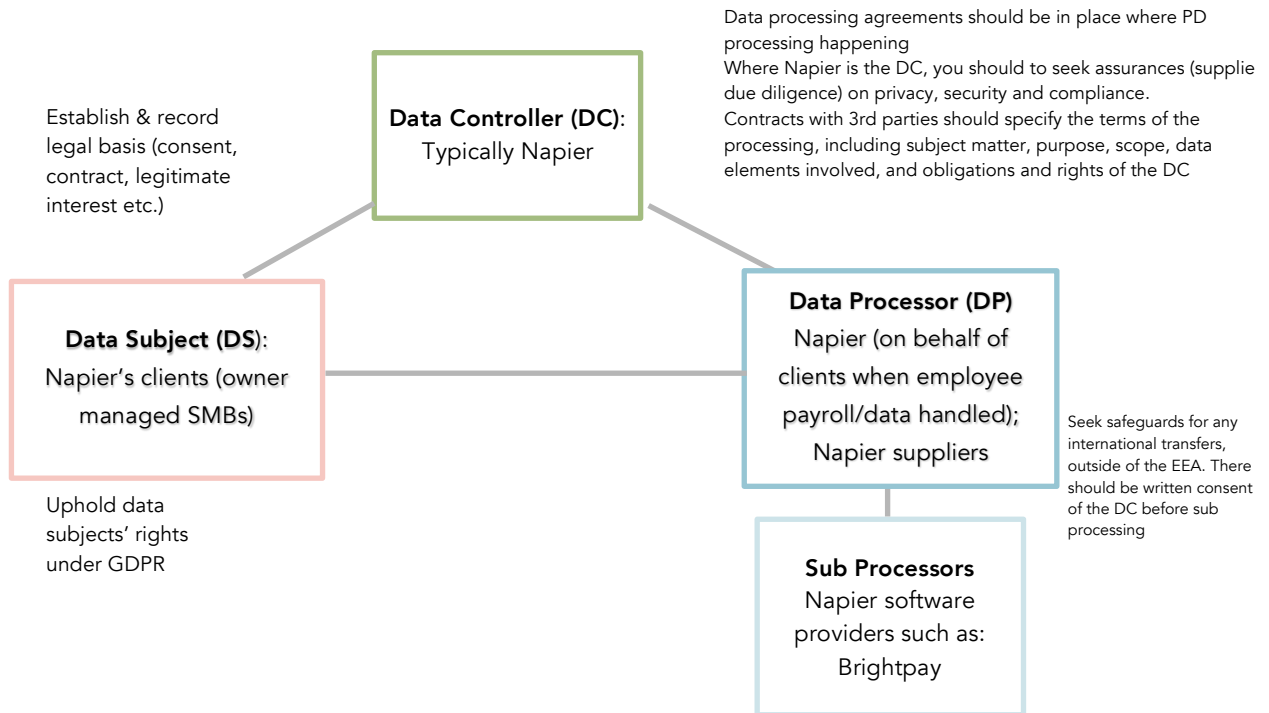 Data processing agreements should be in place where PD
processing happening
Where Napier is the DC, you should to seek assurances (supplie
due diligence) on privacy, security and compliance.
Contracts with 3rd parties should specify the terms of the
processing, including subject matter, purpose, scope, data
elements involved, and obligations and rights of the DC
Establish & record
legal basis (consent,
contract, legitimate
interest etc.)
Data Controller (DC):
Typically Napier
Data Subject (DS):
Napier's clients (owner
managed SMBs)
Data Processor (DP)
Napier (on behalf of
clients when employee
payroll/data handled);
Napier suppliers
Seek safeguards for any
international transfers,
outside of the EEA. There
should be written consent
of the DC before sub
processing
Uphold data
subjects' rights
under GDPR
Sub Processors
Napier software
providers such as:
Brightpay